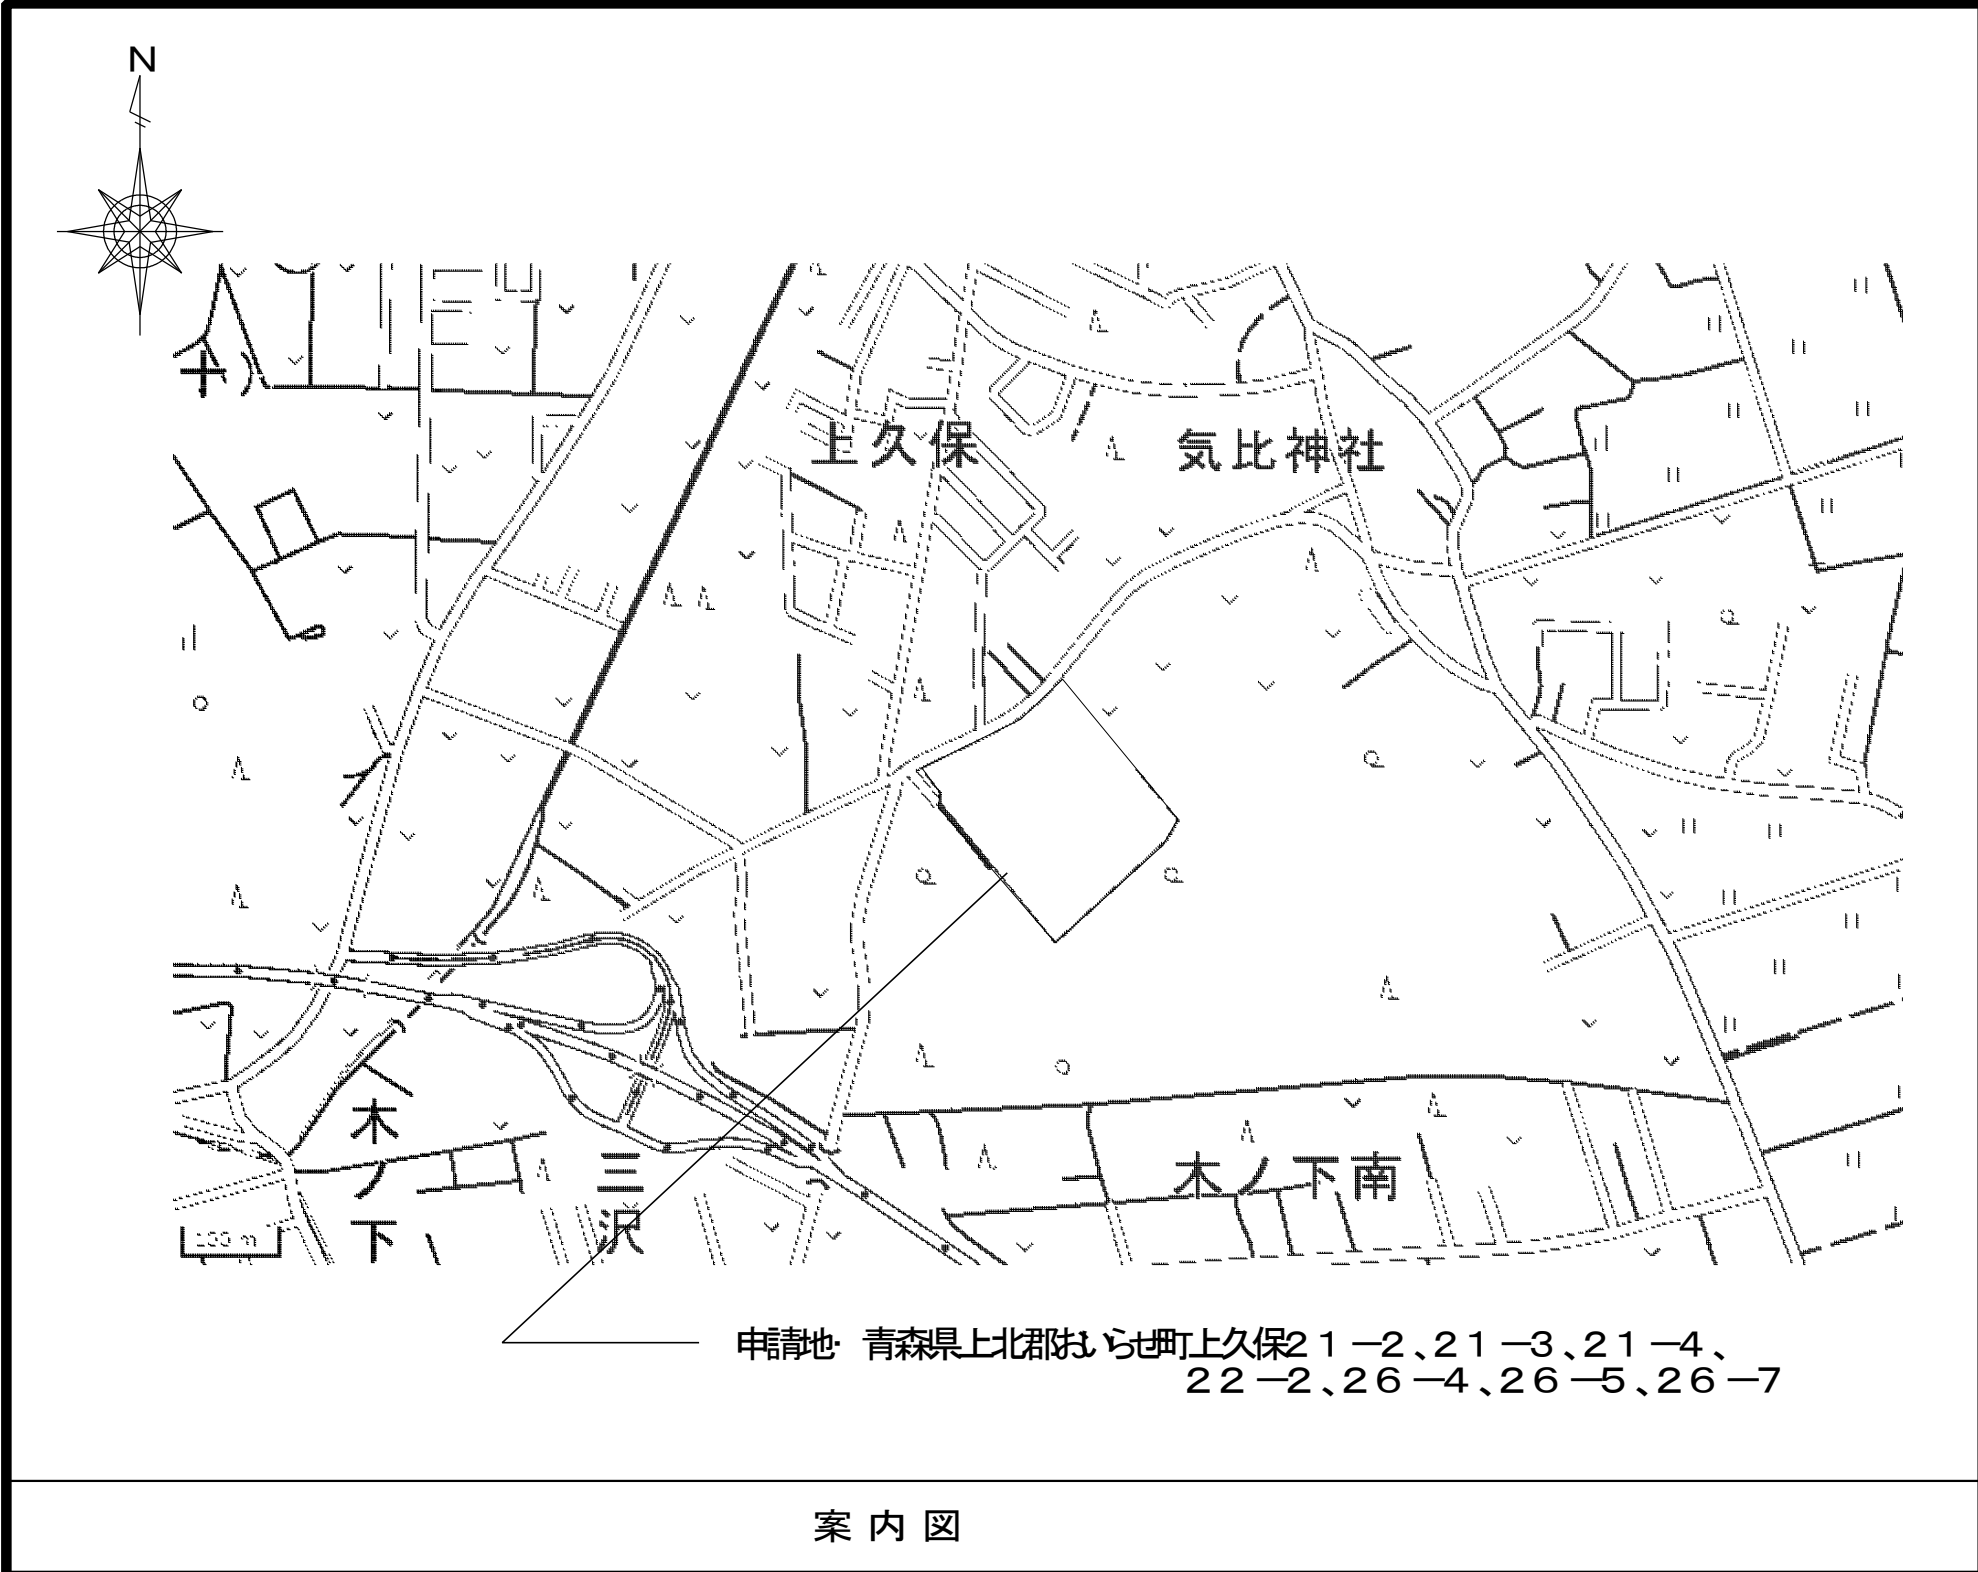 N
十)
上久保
気比神社
木ノ下
三沢
木ノ下南
100 m
申請地・ 青森県上北郡おいらせ町上久保21－2、21－3、21－4、
22－2、26－4、26－5、26－7
案内図